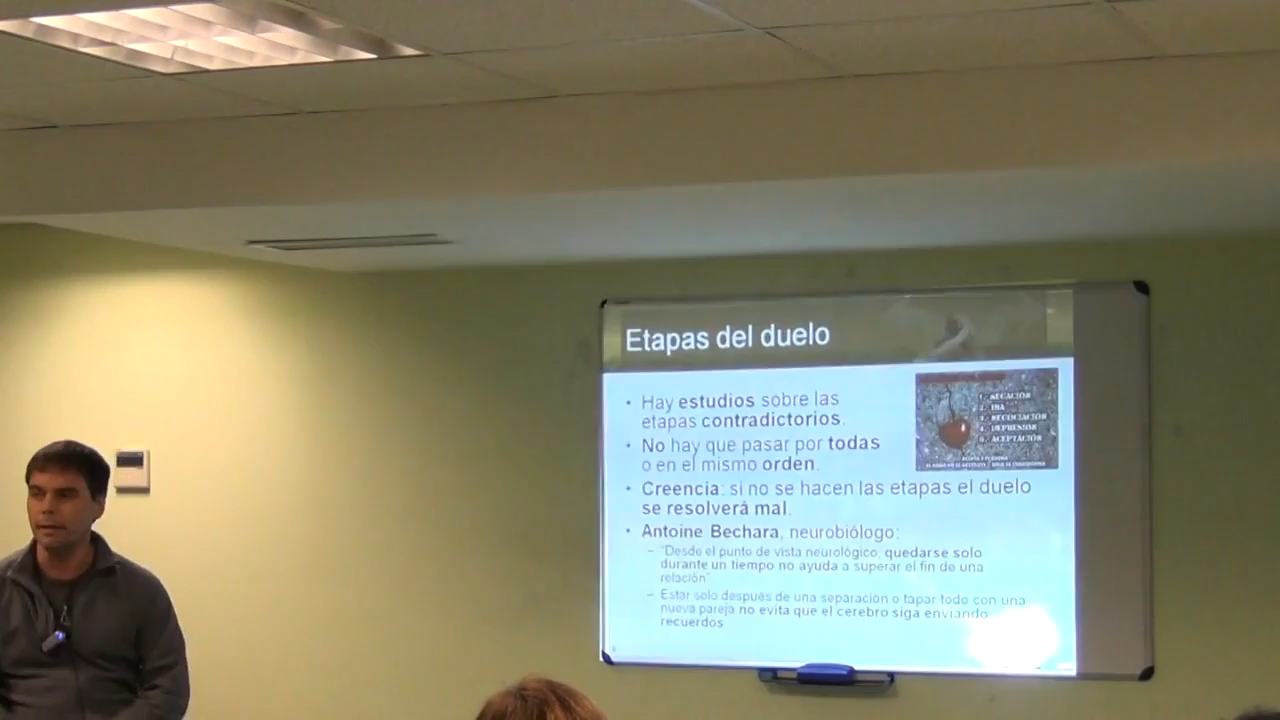 Etapas del duelo
• Hay estudios sobre las
etapas contradictorios.
• No hay que pasar por todas
o en el mismo orden.
• Creencia: si no se hacen las etapas el duelo
se resolverá mal.
• Antoine Bechara, neurobiólogo:
– "Desde el punto de vista neurológico, quedarse solo
durante un tiempo no ayuda a superar el fin de una
relación"
– Estar solo después de una separación o tapar todo con una
nueva pareja no evita que el cerebro siga enviando
recuerdos
1. NEGACIÓN
2. IRA
3. NEGOCIACIÓN
4. DEPRESIÓN
5. ACEPTACIÓN